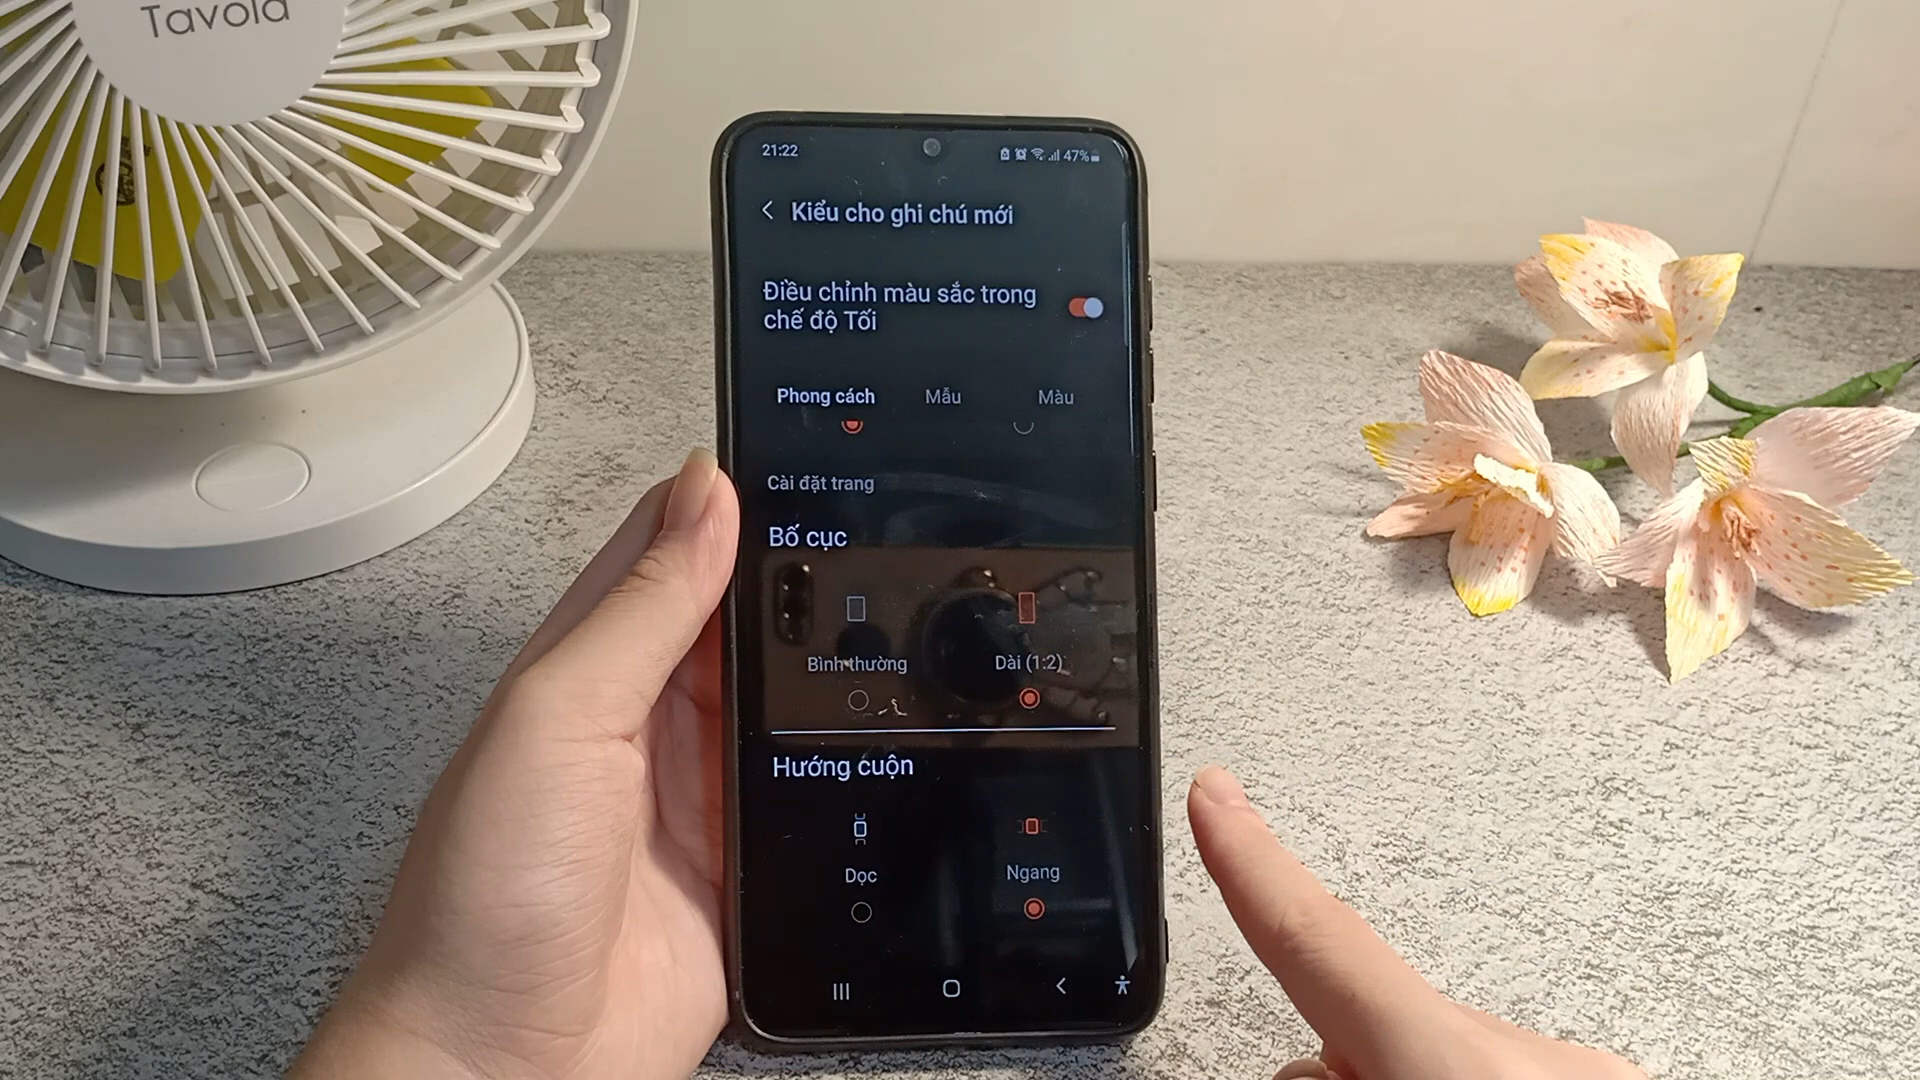 Tavola
21:22
47%
Kiểu cho ghi chú mới
Điều chỉnh màu sắc trong
chế độ Tối
Phong cách Mẫu Màu
Cài đặt trang
Bố cục
Bình thường Dài (1:2)
Hướng cuộn
Dọc Ngang